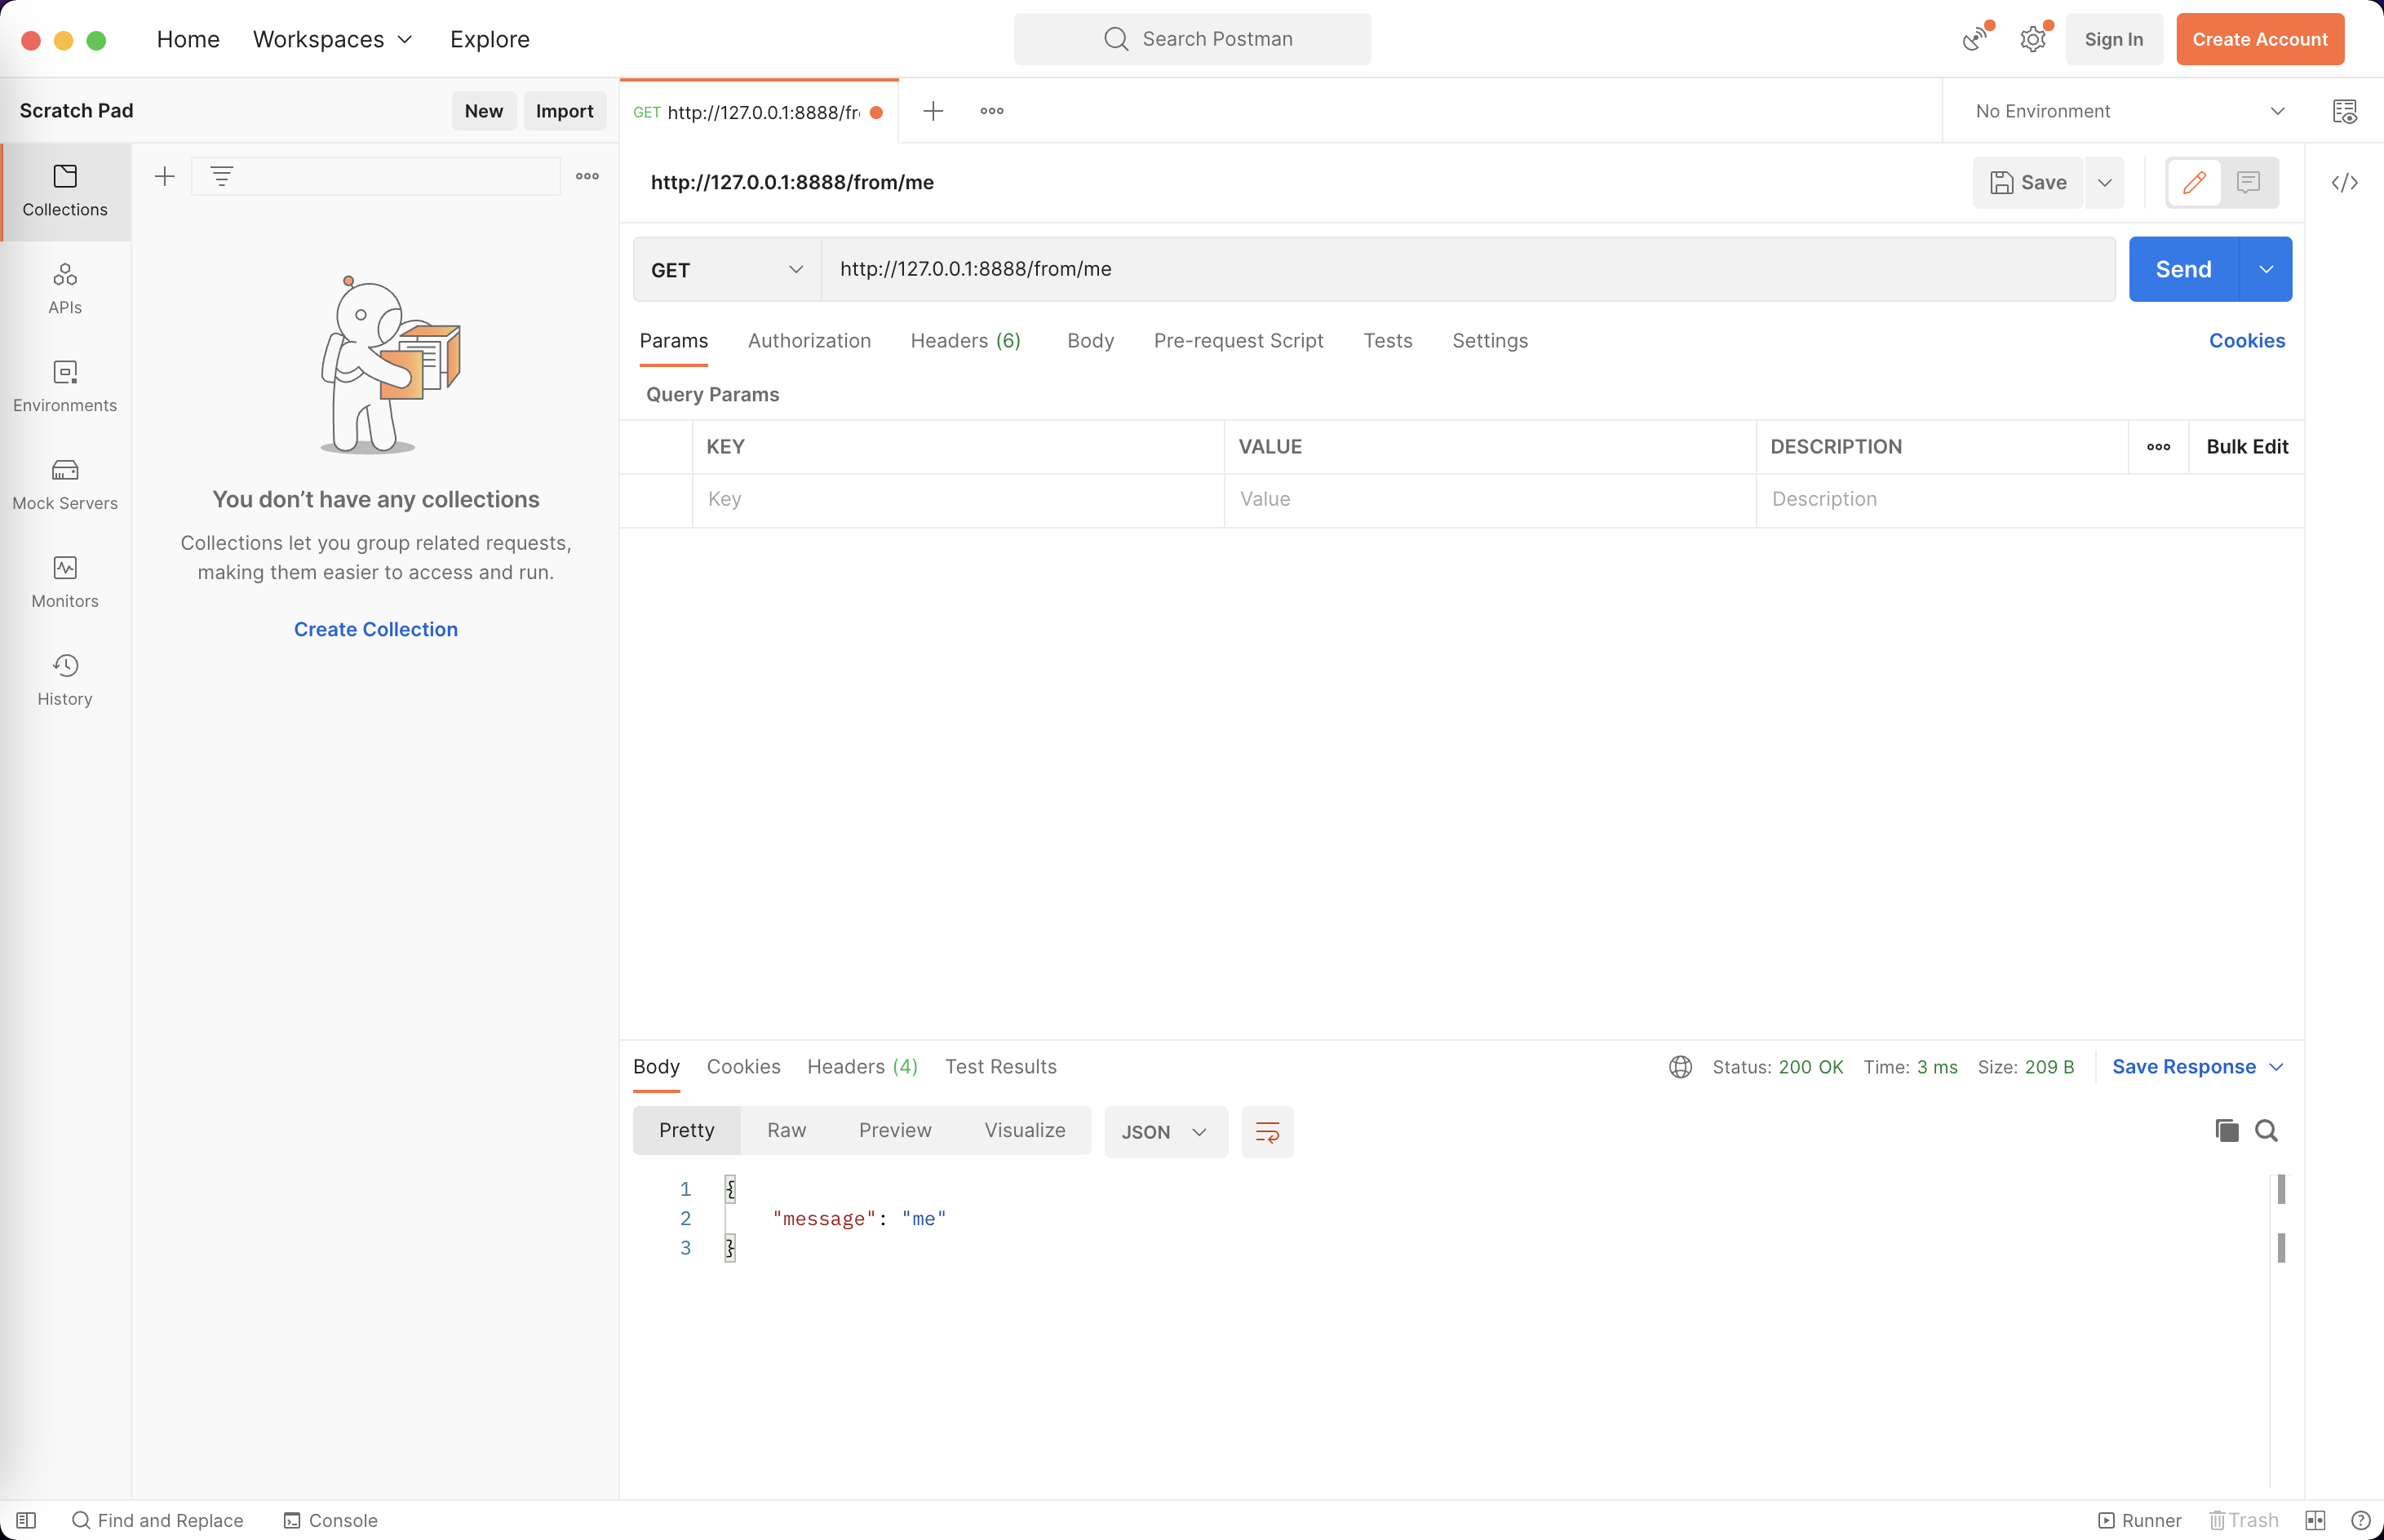 Home Workspaces Explore
Search Postman
Sign In Create Account
Scratch Pad New Import
GET http://127.0.0.1:8888/fr
No Environment
Collections
APIs
Environments
Mock Servers
Monitors
History
You don’t have any collections
Collections let you group related requests,
making them easier to access and run.
Create Collection
http://127.0.0.1:8888/from/me
Save
GET http://127.0.0.1:8888/from/me Send
Params Authorization Headers (6) Body Pre-request Script Tests Settings Cookies
Query Params
KEY VALUE DESCRIPTION Bulk Edit
Key Value Description
Body Cookies Headers (4) Test Results Status: 200 OK Time: 3 ms Size: 209 B Save Response
Pretty Raw Preview Visualize JSON
1 {
2 "message": "me"
3 }
Find and Replace Console Runner Trash